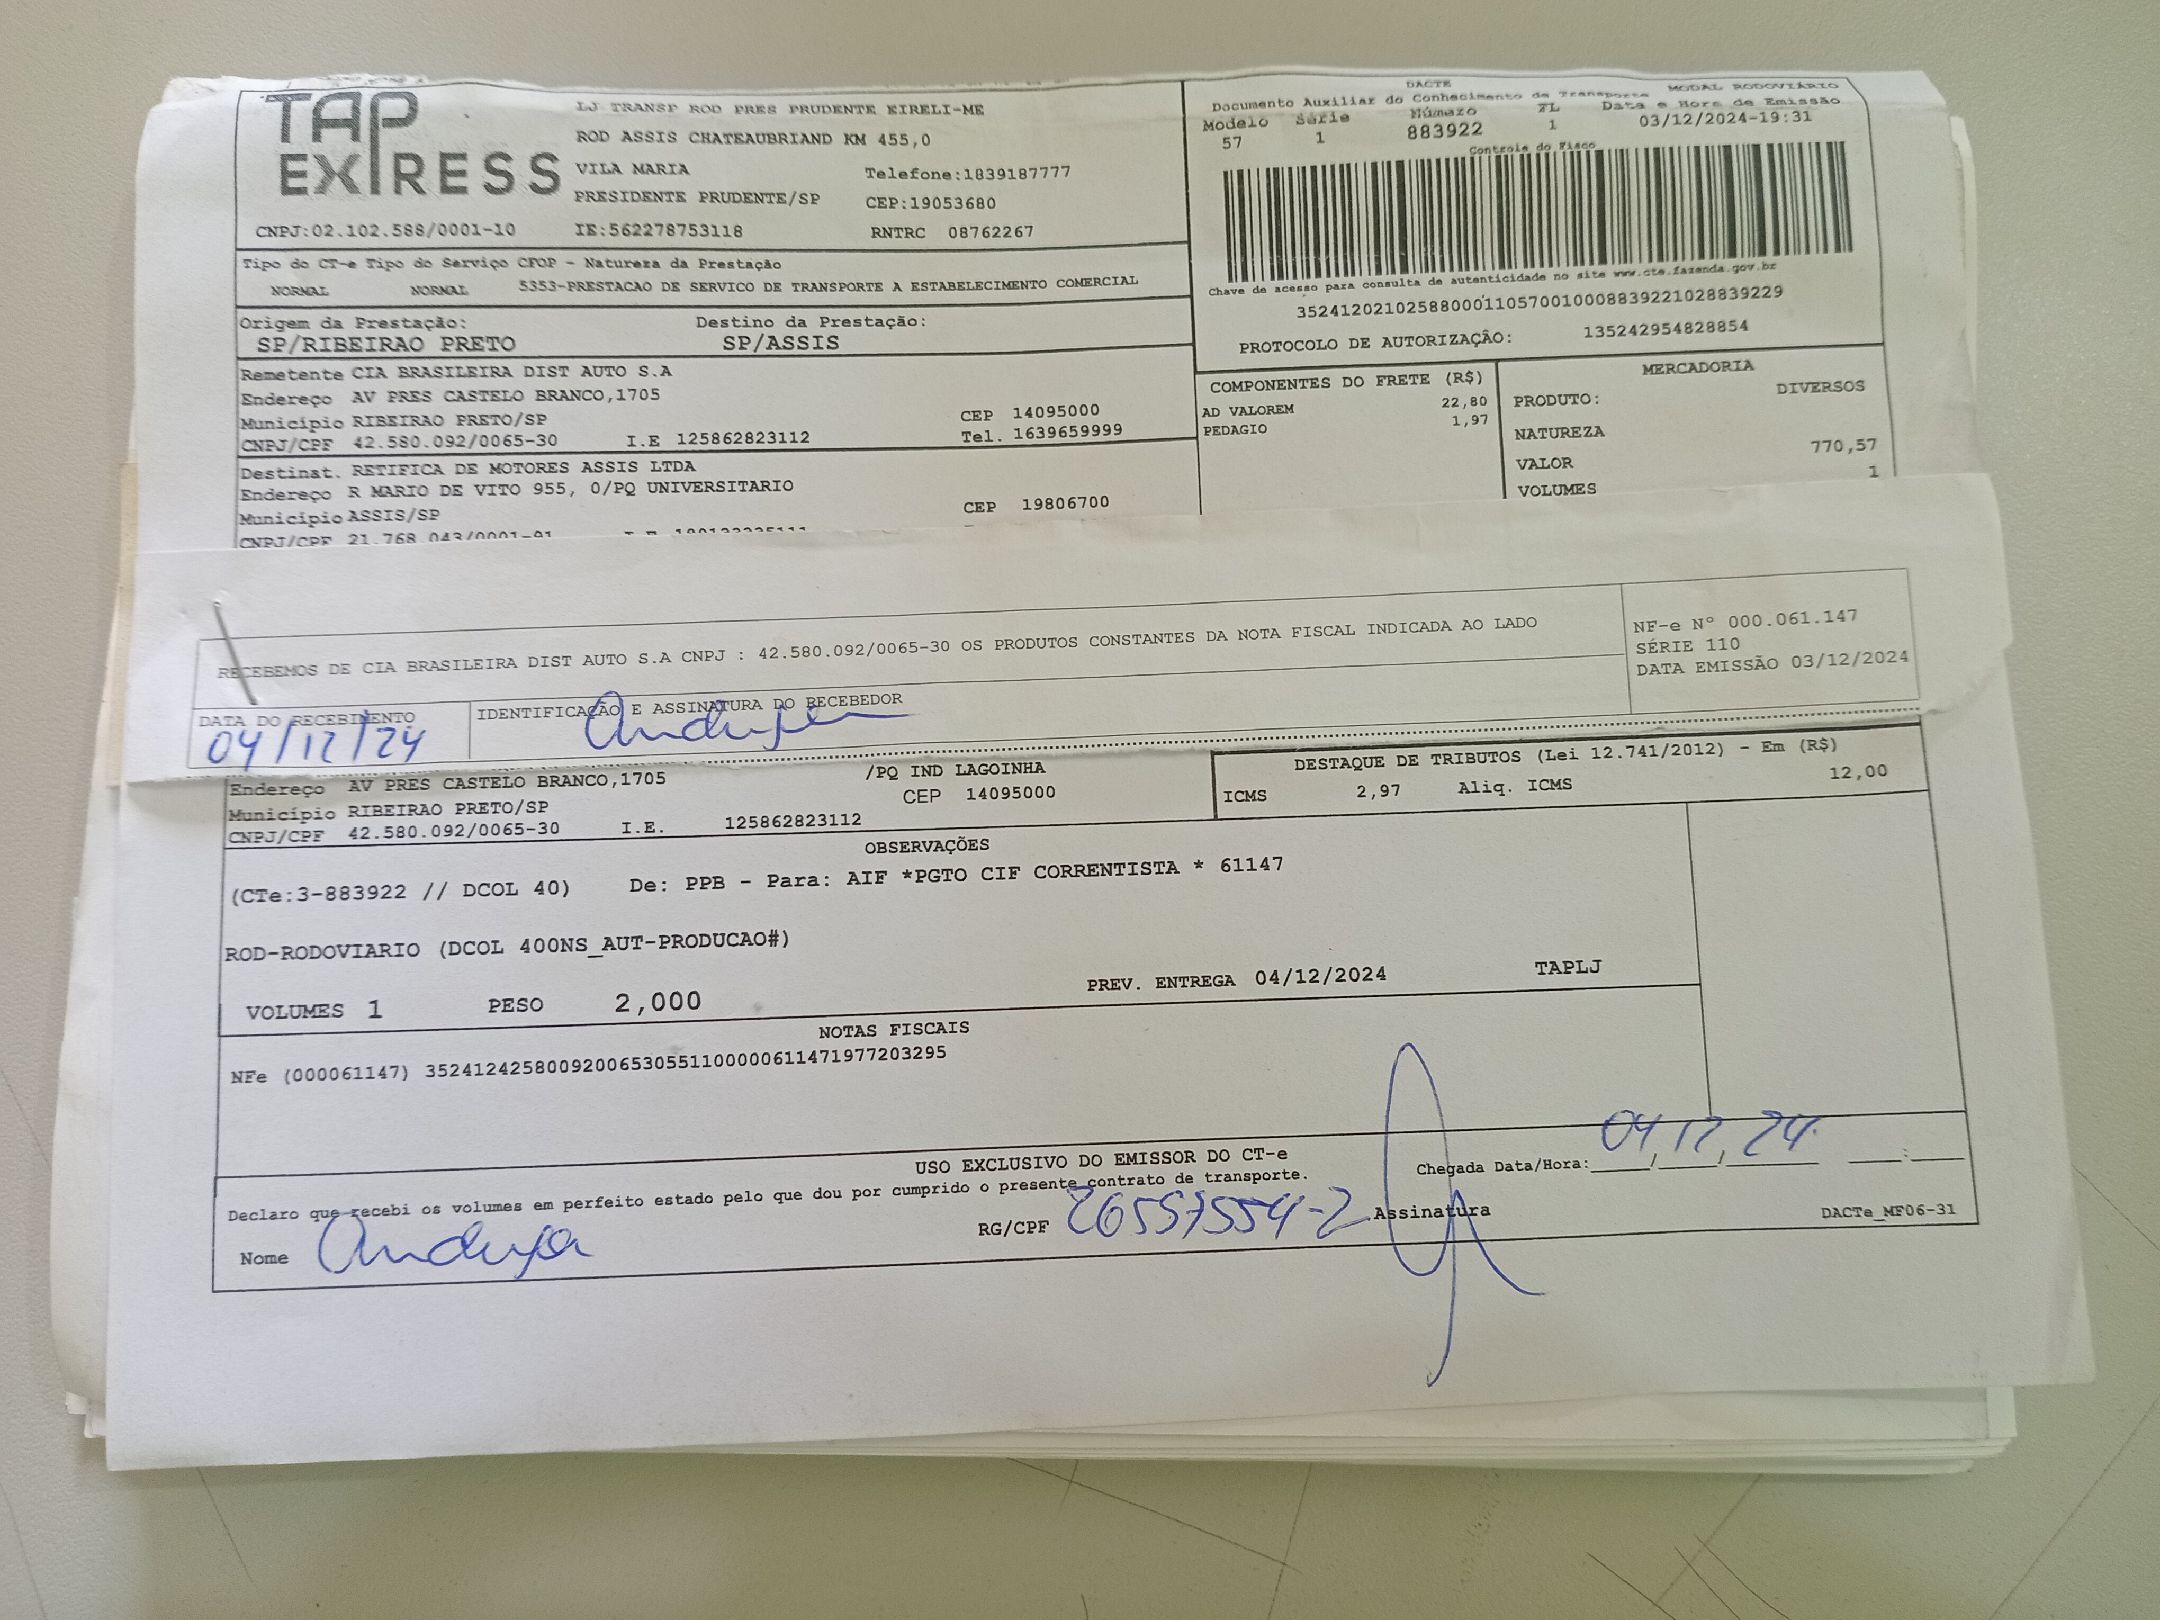 TAP
EXPRESS
LJ TRANSP ROD PRES PRUDENTE EIRELI-ME
ROD ASSIS CHATEAUBRIAND KM 455,0
VILA MARIA Telefone:1839187777
PRESIDENTE PRUDENTE/SP CEP:19053680
CNPJ:02.102.588/0001-10 IE:562278753118 RNTRC 08762267
DACTE MODAL RODOVIÁRIO
Documento Auxiliar do Conhecimento de Transporte
Modelo Série Número FL Data e Hora de Emissão
57 1 883922 1 03/12/2024-19:31
Controle do Fisco
Chave de acesso para consulta de autenticidade no site www.cte.fazenda.gov.br
35241202102588000110570010008839221028839229
PROTOCOLO DE AUTORIZAÇÃO: 135242954828854
Tipo do CT-e Tipo do Serviço CFOP - Natureza da Prestação
NORMAL NORMAL 5353-PRESTACAO DE SERVICO DE TRANSPORTE A ESTABELECIMENTO COMERCIAL
Origem da Prestação: Destino da Prestação:
SP/RIBEIRAO PRETO SP/ASSIS
Remetente CIA BRASILEIRA DIST AUTO S.A
Endereço AV PRES CASTELO BRANCO,1705
Município RIBEIRAO PRETO/SP CEP 14095000
CNPJ/CPF 42.580.092/0065-30 I.E 125862823112 Tel. 1639659999
COMPONENTES DO FRETE (R$)
AD VALOREM 22,80
PEDAGIO 1,97
MERCADORIA
PRODUTO: DIVERSOS
NATUREZA
VALOR 770,57
VOLUMES 1
Destinat. RETIFICA DE MOTORES ASSIS LTDA
Endereço R MARIO DE VITO 955, 0/PQ UNIVERSITARIO
Município ASSIS/SP CEP 19806700
CNPJ/CPF 21.768.043/0001-91
RECEBEMOS DE CIA BRASILEIRA DIST AUTO S.A CNPJ : 42.580.092/0065-30 OS PRODUTOS CONSTANTES DA NOTA FISCAL INDICADA AO LADO
NF-e Nº 000.061.147
SÉRIE 110
DATA EMISSÃO 03/12/2024
DATA DO RECEBIMENTO IDENTIFICAÇÃO E ASSINATURA DO RECEBEDOR
04/12/24
Endereço AV PRES CASTELO BRANCO,1705 /PQ IND LAGOINHA
Município RIBEIRAO PRETO/SP CEP 14095000
CNPJ/CPF 42.580.092/0065-30 I.E. 125862823112
DESTAQUE DE TRIBUTOS (Lei 12.741/2012) - Em (R$)
ICMS 2,97 Aliq. ICMS 12,00
OBSERVAÇÕES
(CTe:3-883922 // DCOL 40) De: PPB - Para: AIF *PGTO CIF CORRENTISTA * 61147
ROD-RODOVIARIO (DCOL 400NS_AUT-PRODUCAO#)
VOLUMES 1 PESO 2,000 PREV. ENTREGA 04/12/2024 TAPLJ
NOTAS FISCAIS
NFe (000061147) 35241242580092006530551100000611471977203295
USO EXCLUSIVO DO EMISSOR DO CT-e
Declaro que recebi os volumes em perfeito estado pelo que dou por cumprido o presente contrato de transporte.
Chegada Data/Hora: 04/12/24
Nome RG/CPF 26557554-2 Assinatura
DACTe_MF06-31